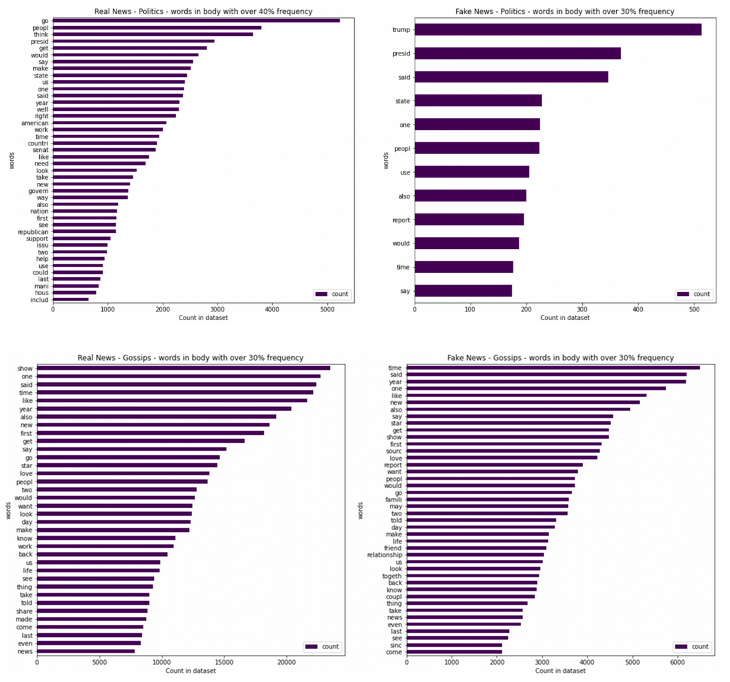 Real News - Politics - words in body with over 40% frequency
words
go
peopl
think
presid
get
would
say
make
state
us
one
said
year
well
right
american
work
time
countri
senat
like
need
look
take
new
govern
way
also
nation
first
see
republican
support
issu
two
help
use
could
last
mani
hous
includ
count
0 1000 2000 3000 4000 5000
Count in dataset
Fake News - Politics - words in body with over 30% frequency
words
trump
presid
said
state
one
peopl
use
also
report
would
time
say
count
0 100 200 300 400 500
Count in dataset
Real News - Gossips - words in body with over 30% frequency
words
show
one
said
time
like
year
also
new
first
get
say
go
star
love
peopl
two
would
want
look
day
make
know
work
back
us
life
see
thing
take
told
share
made
come
last
even
news
count
0 5000 10000 15000 20000
Count in dataset
Fake News - Gossips - words in body with over 30% frequency
words
time
said
year
one
like
new
also
say
star
get
show
first
sourc
love
report
want
peopl
would
go
famili
may
two
told
day
make
life
friend
relationship
us
look
togeth
back
know
coupl
thing
take
news
even
last
see
sinc
come
count
0 1000 2000 3000 4000 5000 6000
Count in dataset